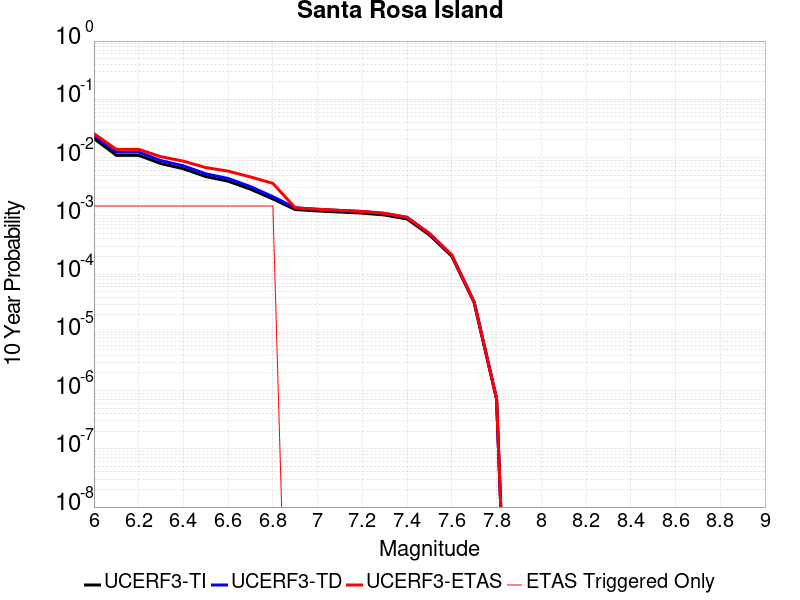 Santa Rosa Island
10^0
10^-1
10^-2
10^-3
10^-4
10^-5
10^-6
10^-7
10^-8
10 Year Probability
6 6.2 6.4 6.6 6.8 7 7.2 7.4 7.6 7.8 8 8.2 8.4 8.6 8.8 9
Magnitude
UCERF3-TI UCERF3-TD UCERF3-ETAS ETAS Triggered Only